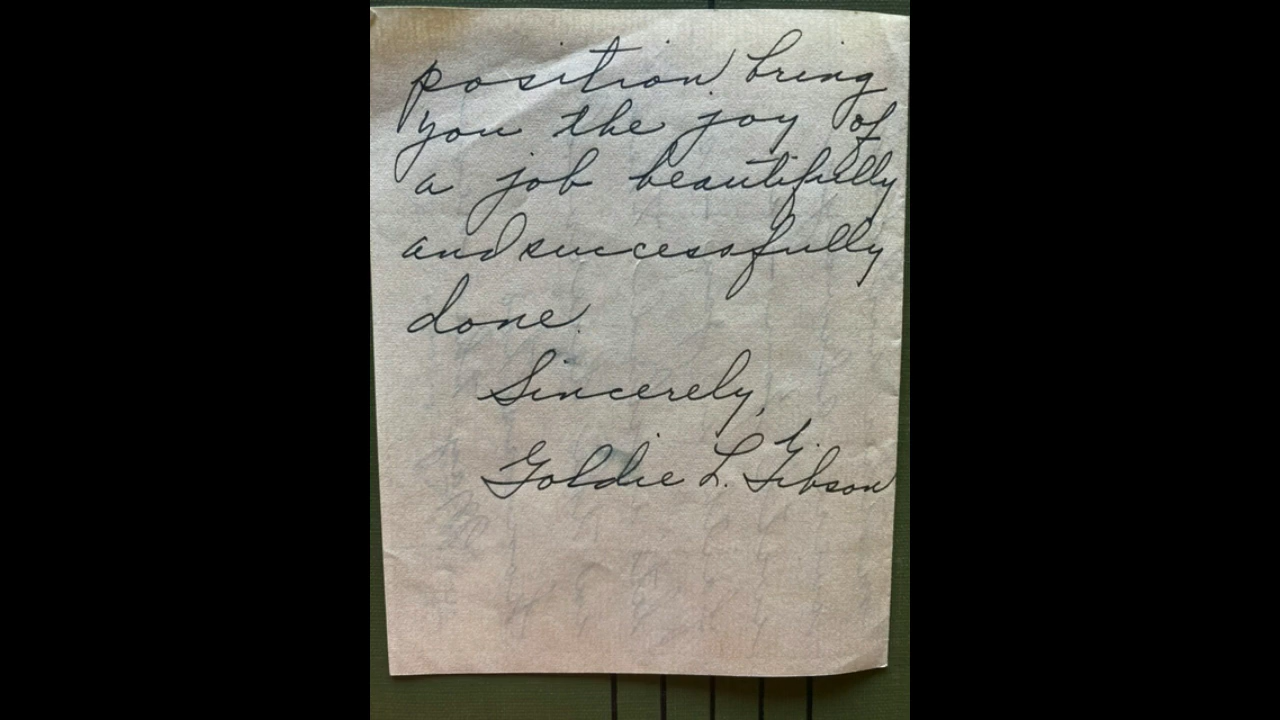 position bring
you the joy of
a job beautifully
and successfully
done.
Sincerely,
Goldie L. Gibson